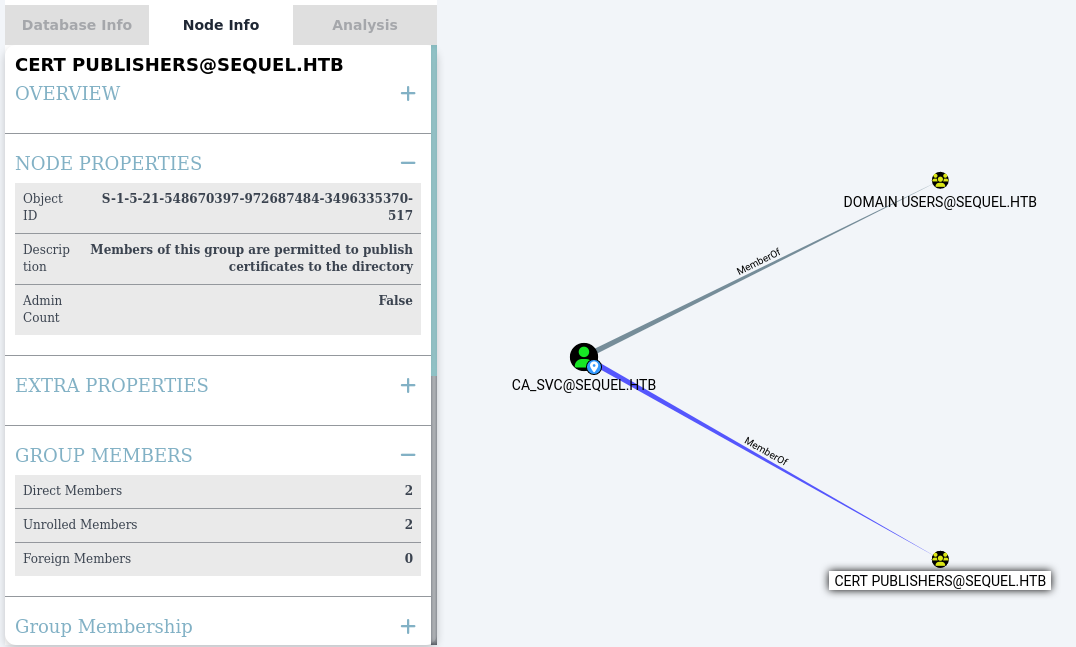 Database Info
Node Info
Analysis
CERT PUBLISHERS@SEQUEL.HTB
OVERVIEW
NODE PROPERTIES
Object ID
S-1-5-21-548670397-972687484-3496335370-
517
Descrip
tion
Members of this group are permitted to publish
certificates to the directory
Admin
Count
False
EXTRA PROPERTIES
GROUP MEMBERS
Direct Members 2
Unrolled Members 2
Foreign Members 0
Group Membership
DOMAIN USERS@SEQUEL.HTB
MemberOf
CA_SVC@SEQUEL.HTB
MemberOf
CERT PUBLISHERS@SEQUEL.HTB